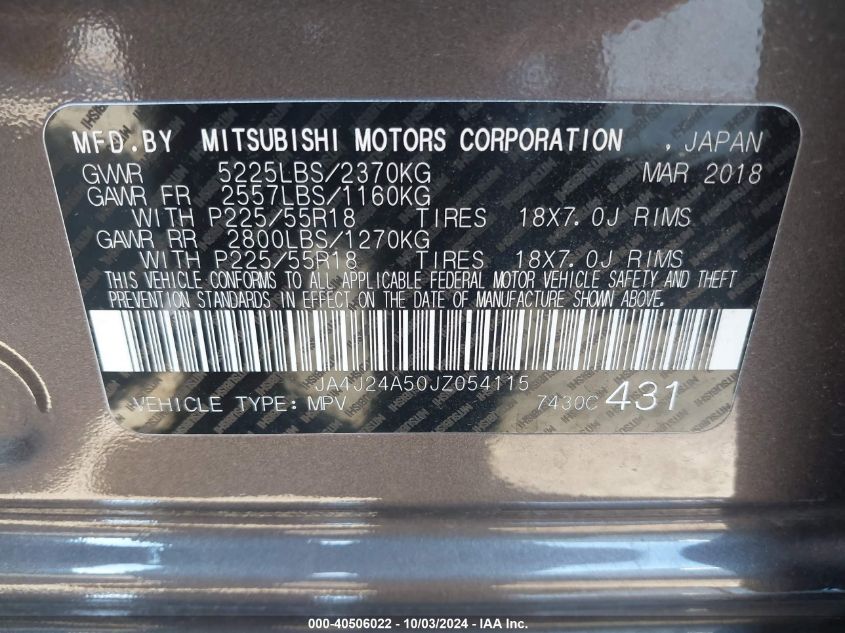 MFD.BY MITSUBISHI MOTORS CORPORATION , JAPAN
GVWR 5225LBS/2370KG MAR 2018
GAWR FR 2557LBS/1160KG
WITH P225/55R18 TIRES 18X7.0J RIMS
GAWR RR 2800LBS/1270KG
WITH P225/55R18 TIRES 18X7.0J RIMS
THIS VEHICLE CONFORMS TO ALL APPLICABLE FEDERAL MOTOR VEHICLE SAFETY AND THEFT
PREVENTION STANDARDS IN EFFECT ON THE DATE OF MANUFACTURE SHOWN ABOVE.
JA4J24A50JZ054115
VEHICLE TYPE: MPV 7430C 431
000-40506022 - 10/03/2024 - IAA Inc.